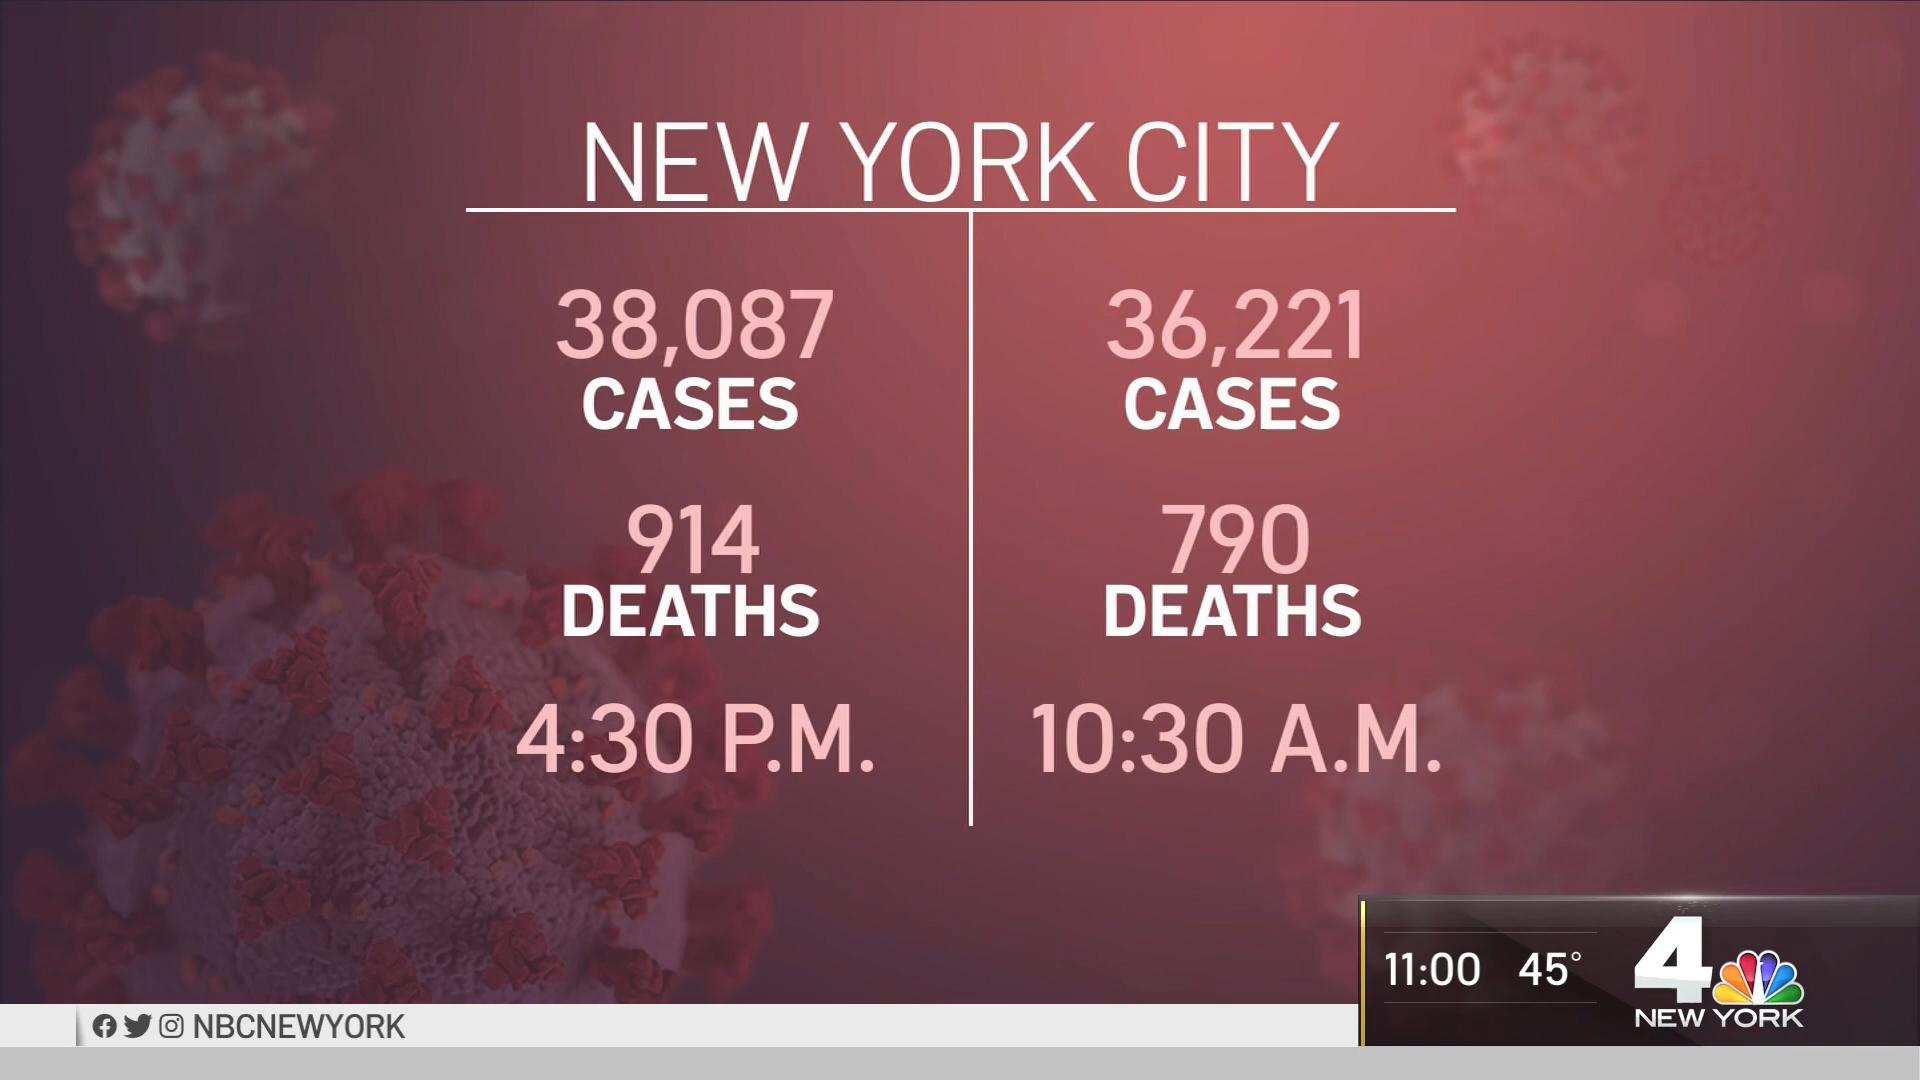 NEW YORK CITY
38,087
CASES
914
DEATHS
4:30 P.M.
36,221
CASES
790
DEATHS
10:30 A.M.
11:00 45°
4
NEW YORK
NBCNEWYORK